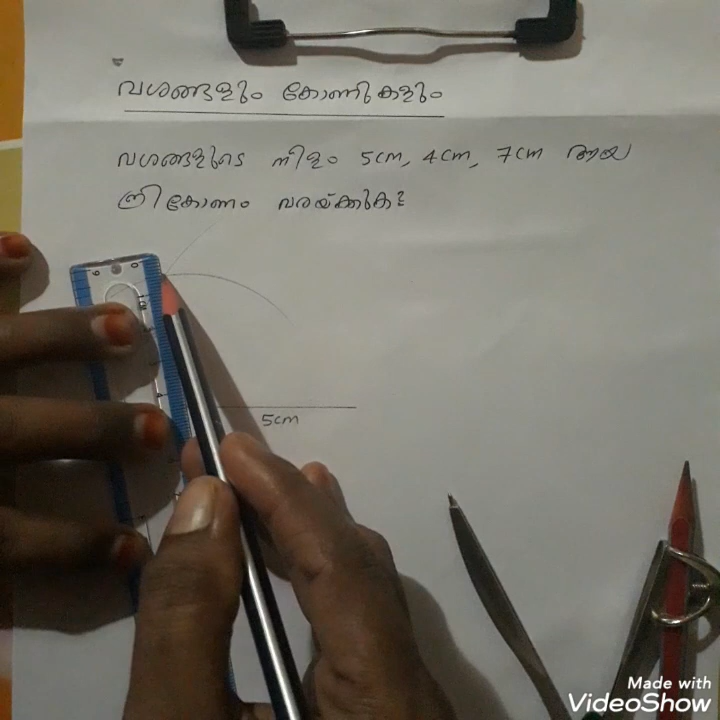 വശങ്ങളും കോണുകളും
വശങ്ങളുടെ നീളം 5cm, 4cm, 7cm ആയ
ത്രികോണം വരയ്ക്കുക?
5cm
Made with
VideoShow